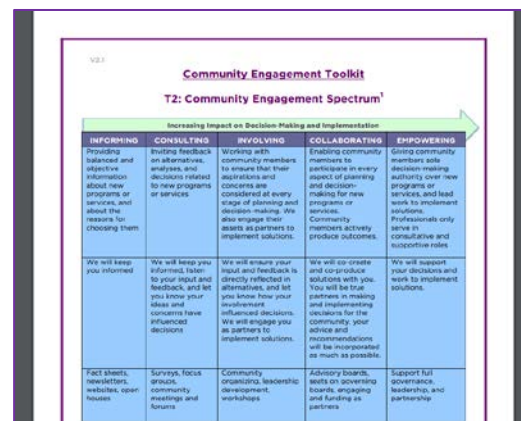 V2.1
Community Engagement Toolkit
T2: Community Engagement Spectrum1
Increasing Impact on Decision-Making and Implementation
INFORMING
CONSULTING
INVOLVING
COLLABORATING
EMPOWERING
Providing
balanced and
objective
information
about new
programs or
services, and
about the
reasons for
choosing them
Inviting feedback
on alternatives,
analyses, and
decisions related
to new programs
or services
Working with
community members
to ensure that their
aspirations and
concerns are
considered at every
stage of planning and
decision-making. We
also engage their
assets as partners to
implement solutions.
Enabling community
members to
participate in every
aspect of planning
and decision-
making for new
programs or
services.
Community
members actively
produce outcomes.
Giving community
members sole
decision-making
authority over new
programs or
services, and lead
work to implement
solutions.
Professionals only
serve in
consultative and
supportive roles
We will keep
you informed
We will keep you
informed, listen
to your input and
feedback, and let
you know your
ideas and
concerns have
influenced
decisions
We will ensure your
input and feedback is
directly reflected in
alternatives, and let
you know how your
involvement
influenced decisions.
We will engage you
as partners to
implement solutions.
We will co-create
and co-produce
solutions with you.
You will be true
partners in making
and implementing
decisions for the
community, your
advice and
recommendations
will be incorporated
as much as possible.
We will support
your decisions and
work to implement
solutions.
Fact sheets,
newsletters,
websites, open
houses
Surveys, focus
groups,
community
meetings and
forums
Community
organizing, leadership
development,
workshops
Advisory boards,
seats on governing
boards, engaging
and funding as
partners
Support full
governance,
leadership, and
partnership